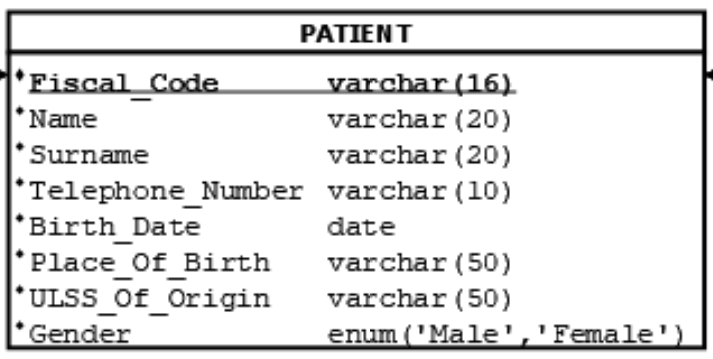 PATIENT
Fiscal_Code varchar(16)
Name varchar(20)
Surname varchar(20)
Telephone_Number varchar(10)
Birth_Date date
Place_Of_Birth varchar(50)
ULSS_Of_Origin varchar(50)
Gender enum('Male','Female')